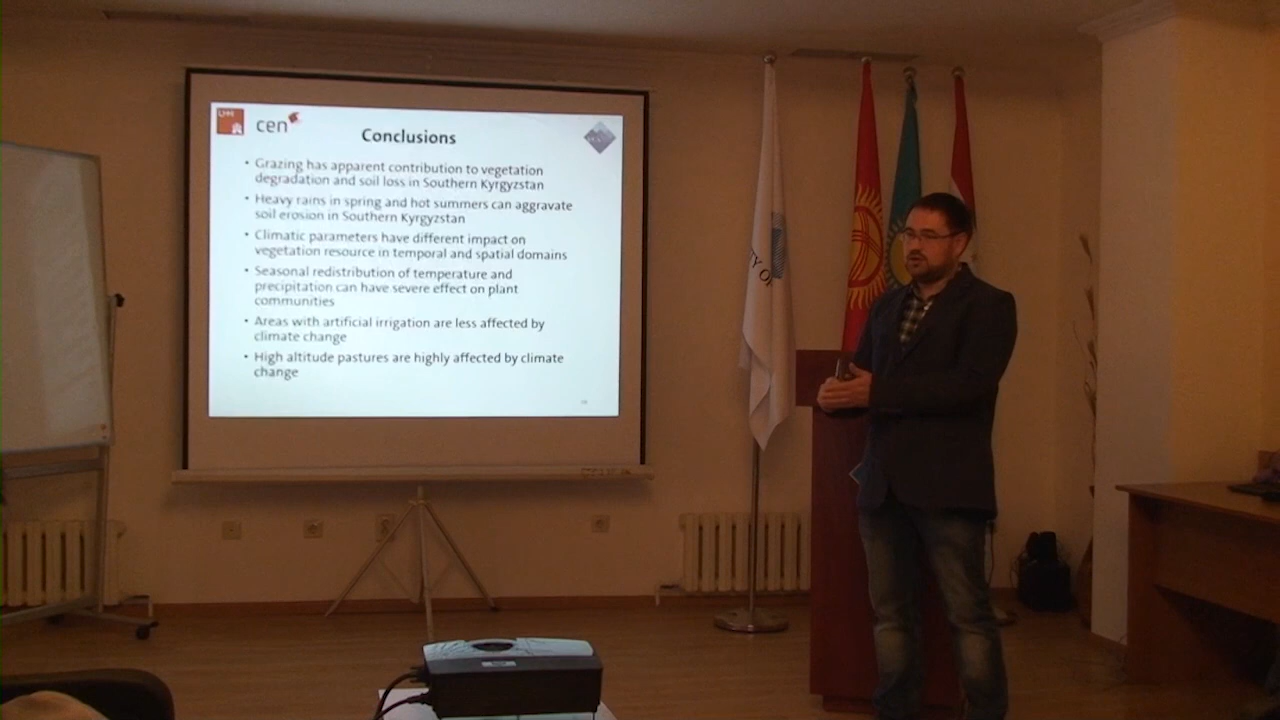 cen
Conclusions
• Grazing has apparent contribution to vegetation
degradation and soil loss in Southern Kyrgyzstan
• Heavy rains in spring and hot summers can aggravate
soil erosion in Southern Kyrgyzstan
• Climatic parameters have different impact on
vegetation resource in temporal and spatial domains
• Seasonal redistribution of temperature and
precipitation can have severe effect on plant
communities
• Areas with artificial irrigation are less affected by
climate change
• High altitude pastures are highly affected by climate
change